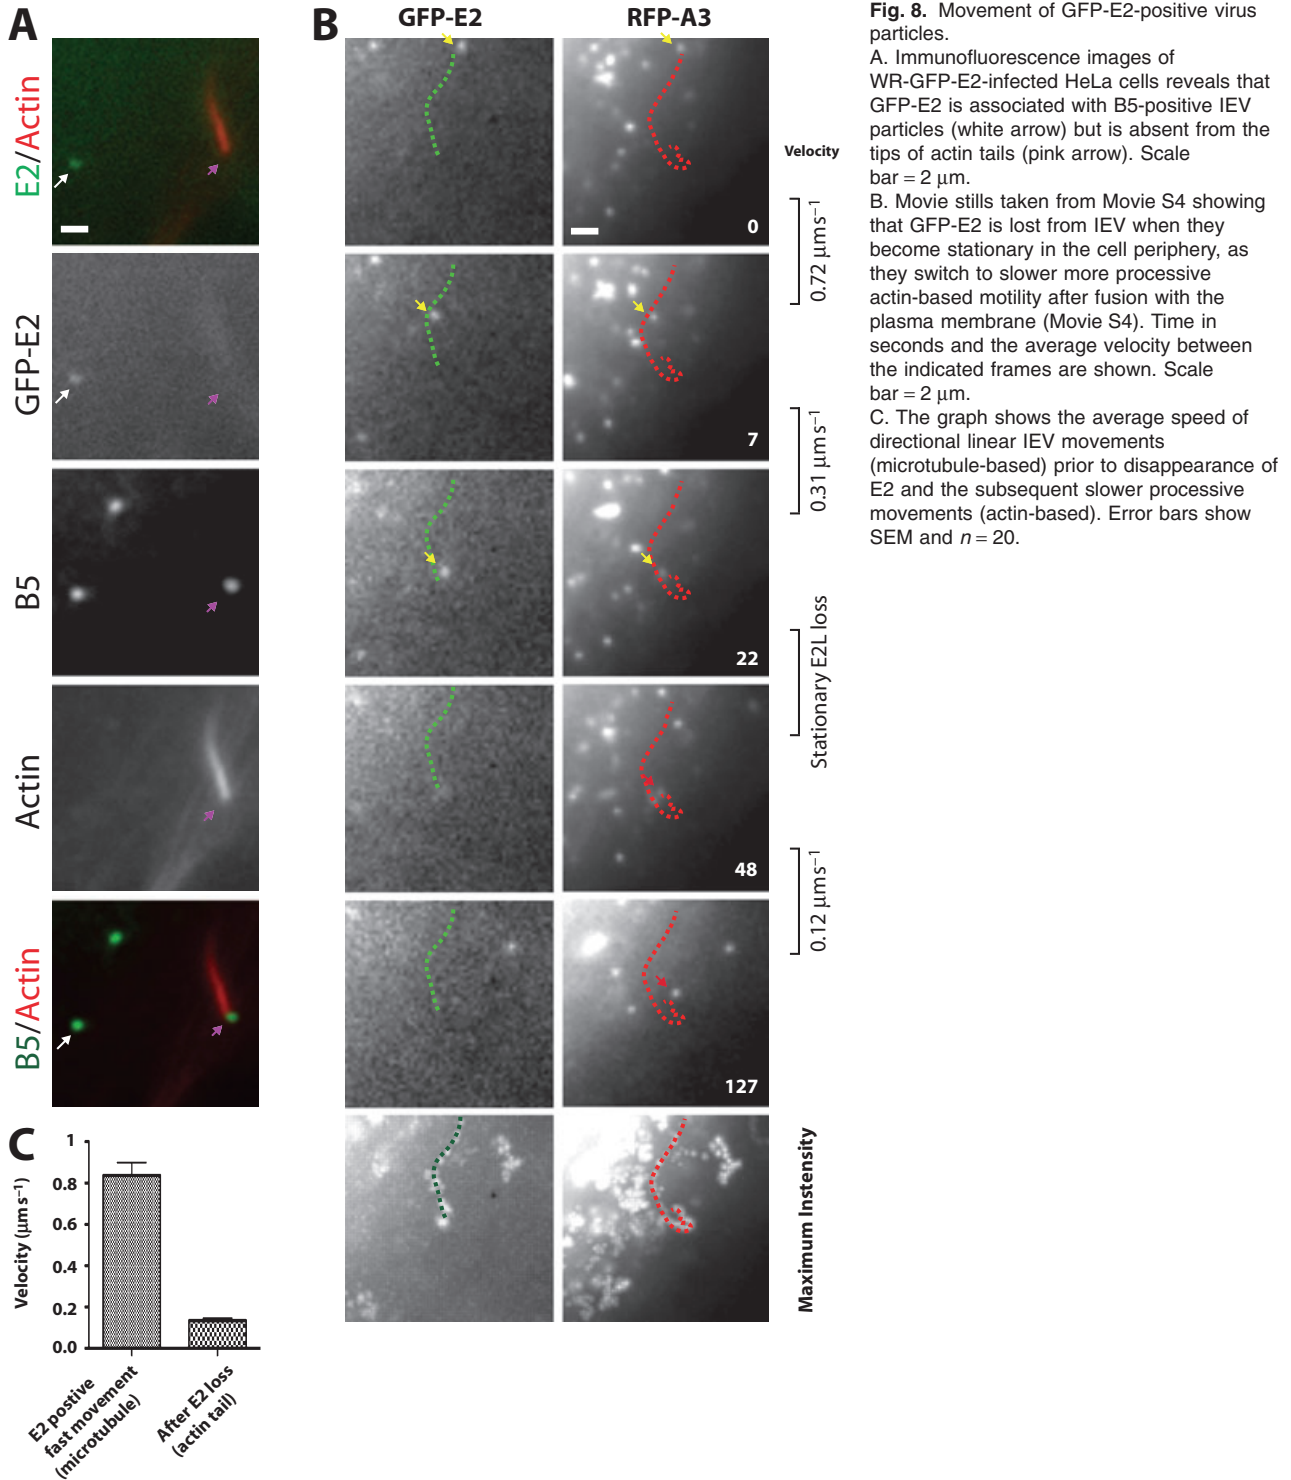 A
E2/Actin
GFP-E2
B5
Actin
B5/Actin
B
GFP-E2
RFP-A3
0
7
22
48
127
Velocity
0.72 µm s⁻¹
0.31 µm s⁻¹
Stationary E2L loss
0.12 µm s⁻¹
Maximum Instensity
C
Velocity (µm s⁻¹)
1
0.8
0.6
0.4
0.2
0.0
E2 postive
fast movement
(microtubule)
After E2 loss
(actin tail)
Fig. 8. Movement of GFP-E2-positive virus
particles.
A. Immunofluorescence images of
WR-GFP-E2-infected HeLa cells reveals that
GFP-E2 is associated with B5-positive IEV
particles (white arrow) but is absent from the
tips of actin tails (pink arrow). Scale
bar = 2 µm.
B. Movie stills taken from Movie S4 showing
that GFP-E2 is lost from IEV when they
become stationary in the cell periphery, as
they switch to slower more processive
actin-based motility after fusion with the
plasma membrane (Movie S4). Time in
seconds and the average velocity between
the indicated frames are shown. Scale
bar = 2 µm.
C. The graph shows the average speed of
directional linear IEV movements
(microtubule-based) prior to disappearance of
E2 and the subsequent slower processive
movements (actin-based). Error bars show
SEM and n = 20.